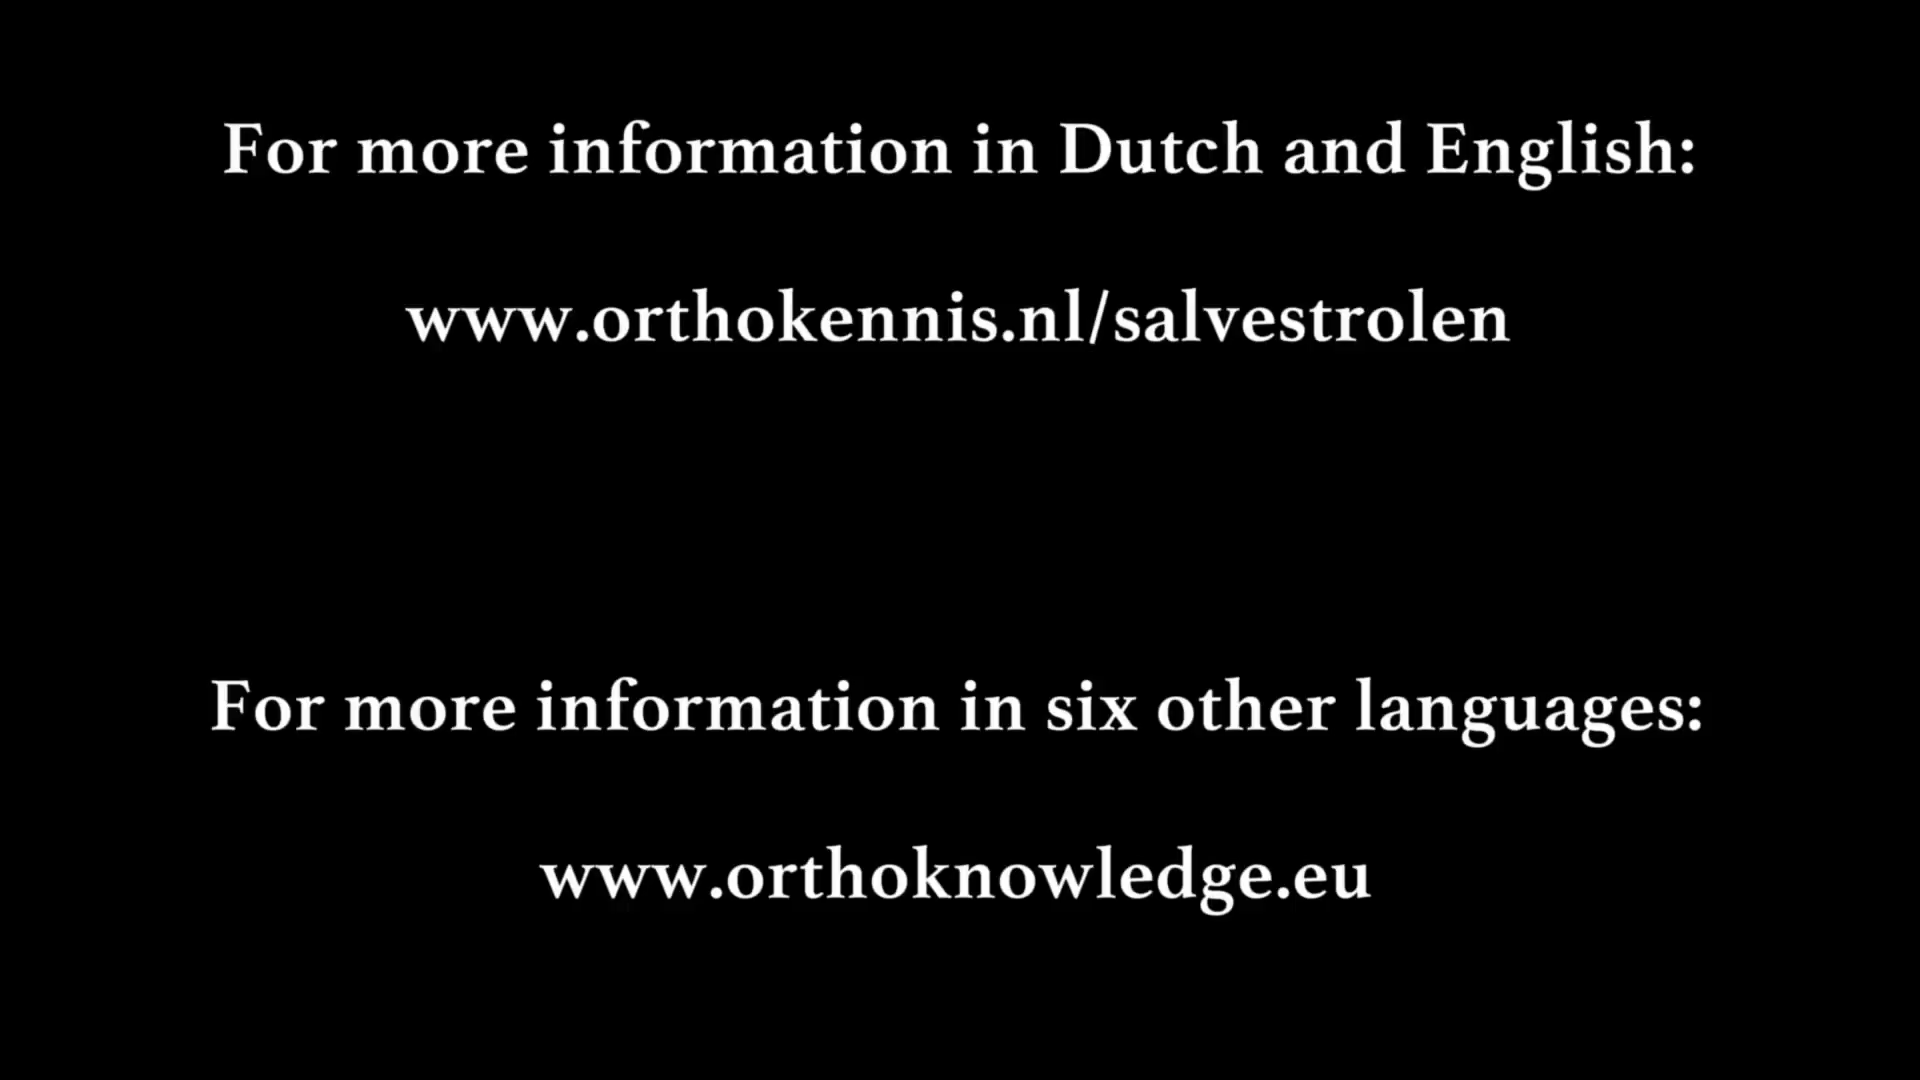 For more information in Dutch and English:
www.orthokennis.nl/salvestrolen
For more information in six other languages:
www.orthoknowledge.eu